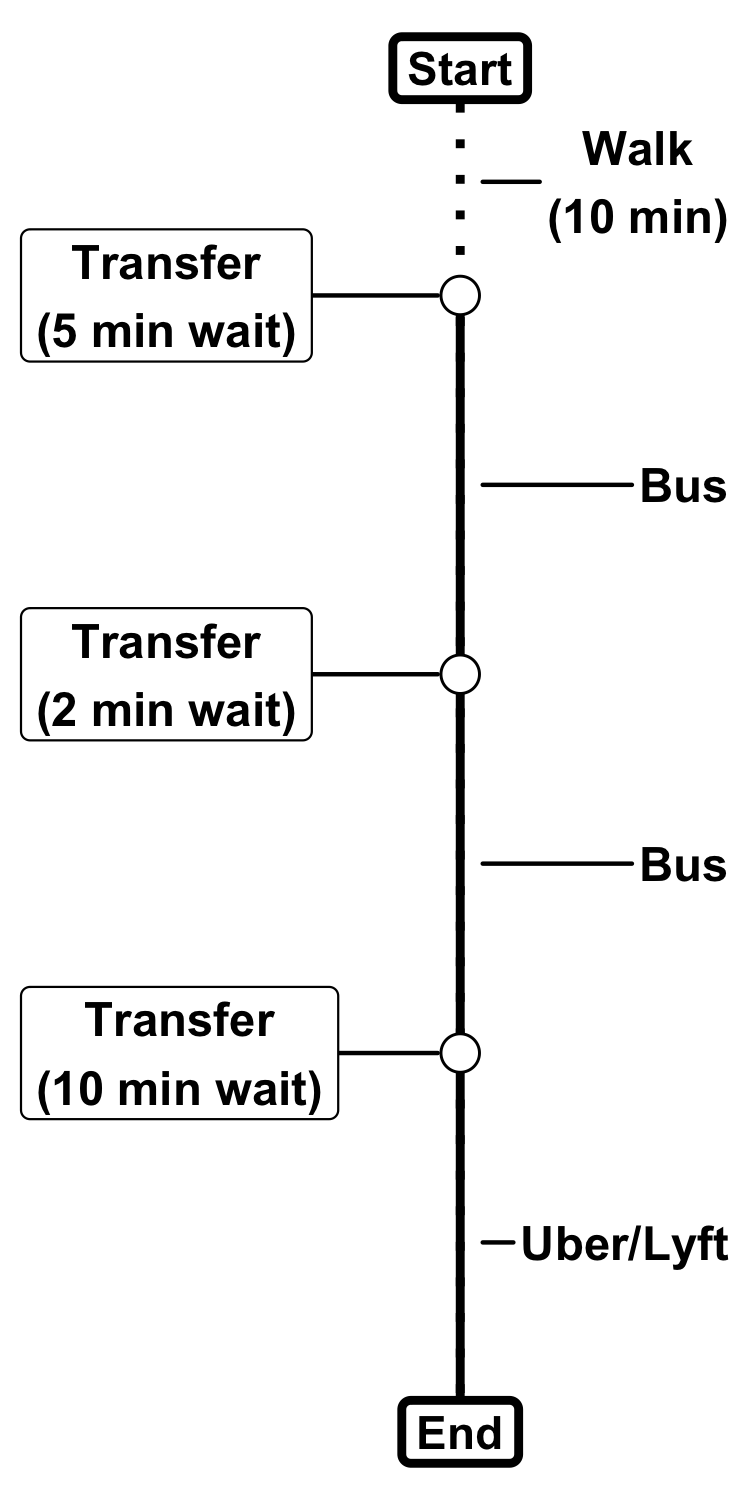 Start
Walk
(10 min)
Transfer
(5 min wait)
Bus
Transfer
(2 min wait)
Bus
Transfer
(10 min wait)
Uber/Lyft
End